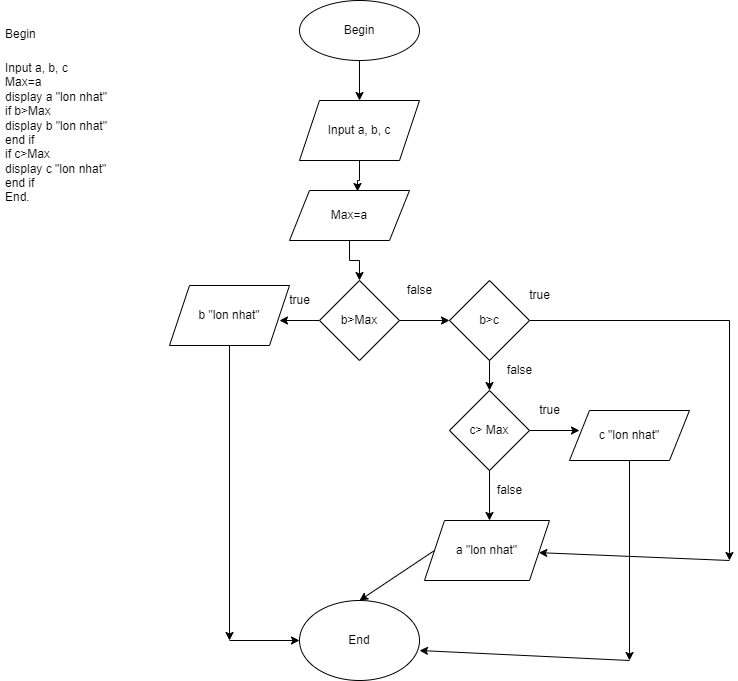 Begin
Input a, b, c
Max=a
display a "lon nhat"
if b>Max
display b "lon nhat"
end if
if c>Max
display c "lon nhat"
end if
End.
Begin
Input a, b, c
Max=a
b "lon nhat"
true
b>Max
false
b>c
true
false
c> Max
true
c "lon nhat"
false
a "lon nhat"
End